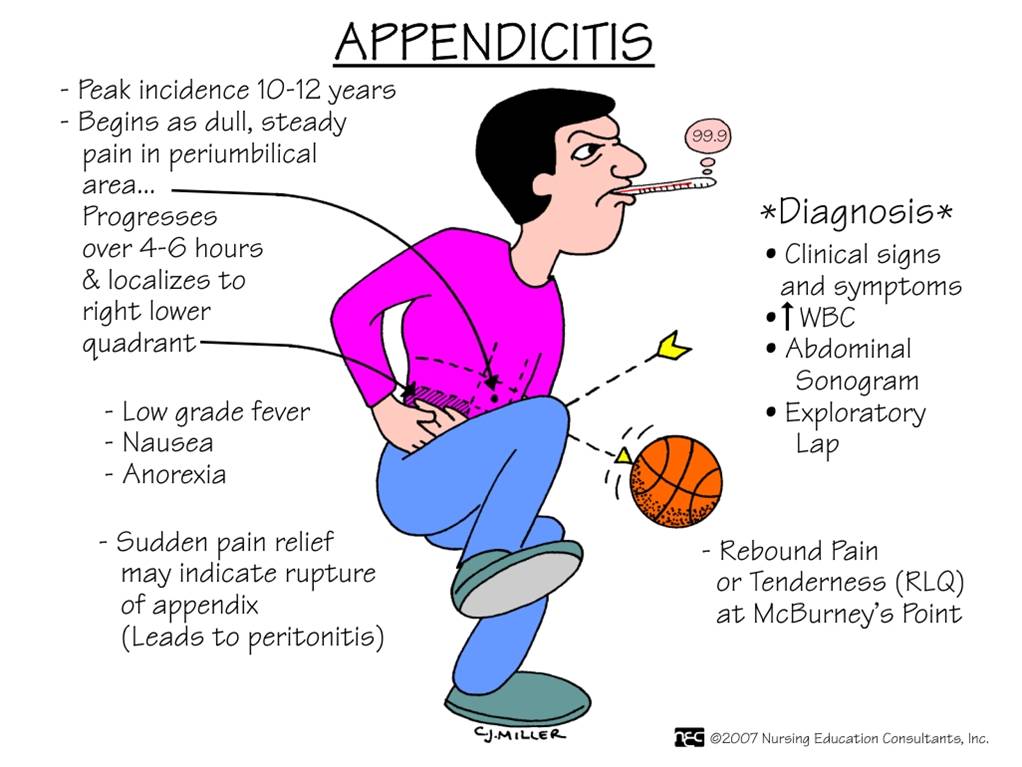 APPENDICITIS
- Peak incidence 10-12 years
- Begins as dull, steady
pain in periumbilical
area...
Progresses
over 4-6 hours
& localizes to
right lower
quadrant
- Low grade fever
- Nausea
- Anorexia
- Sudden pain relief
may indicate rupture
of appendix
(Leads to peritonitis)
99.9
*Diagnosis*
• Clinical signs
and symptoms
• ↑ WBC
• Abdominal
Sonogram
• Exploratory
Lap
- Rebound Pain
or Tenderness (RLQ)
at McBurney's Point
CJ.MILLER
NEC ©2007 Nursing Education Consultants, Inc.